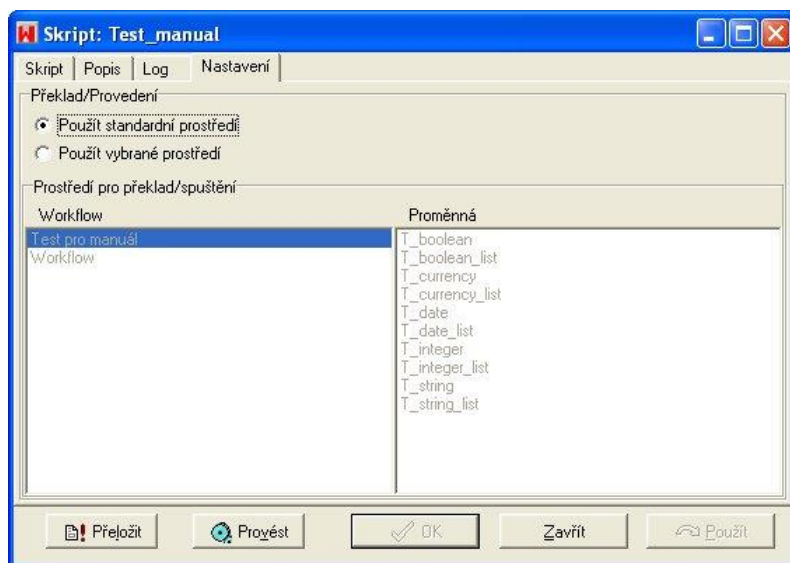 Skript: Test_manual
Skript Popis Log Nastavení
Překlad/Provedení
Použít standardní prostředí
Použít vybrané prostředí
Prostředí pro překlad/spuštění
Workflow Proměnná
Test pro manuál T_boolean
Workflow T_boolean_list
T_currency
T_currency_list
T_date
T_date_list
T_integer
T_integer_list
T_string
T_string_list
Přeložit Provést OK Zavřít Použít